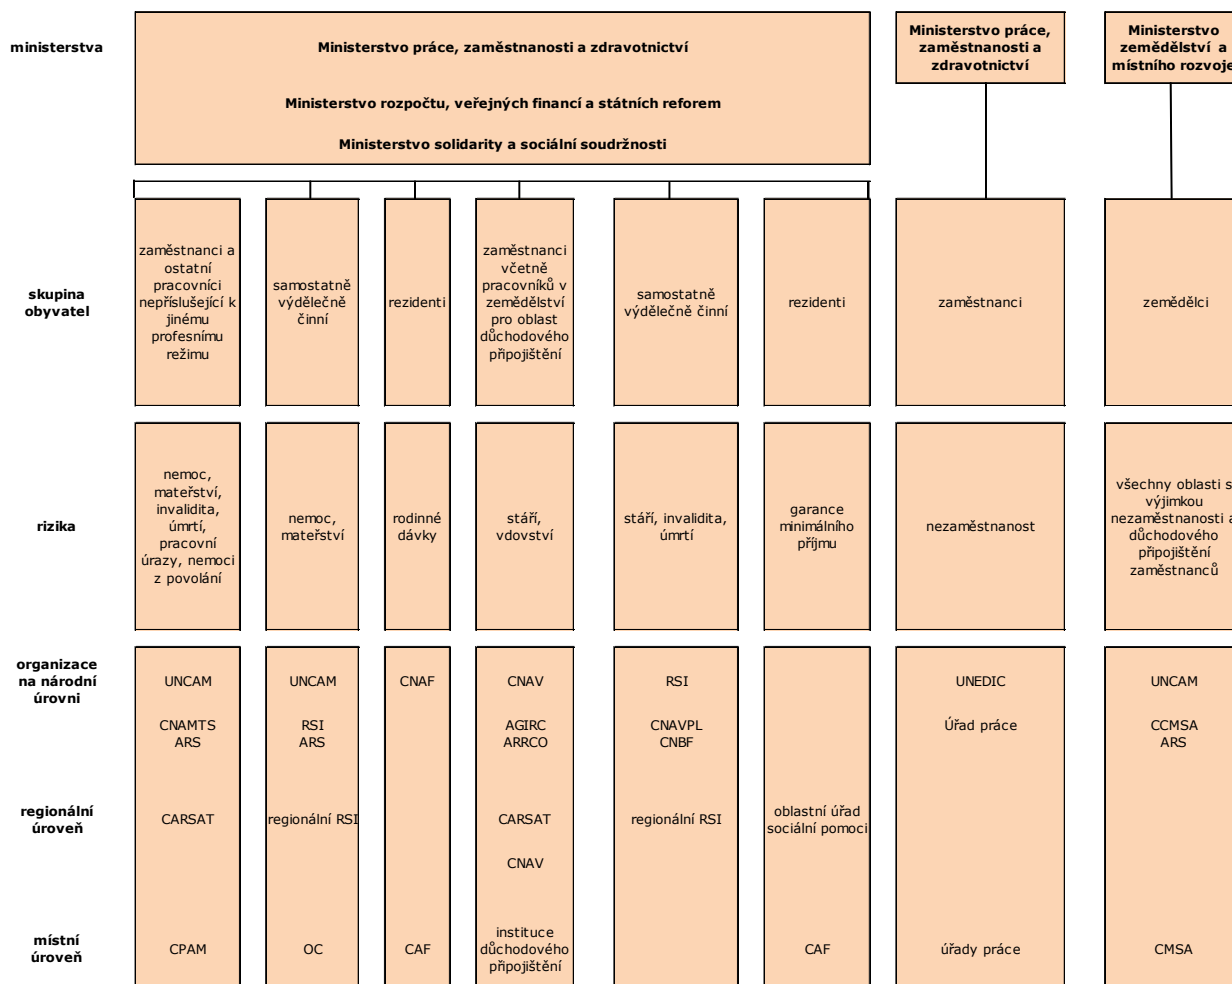 ministerstva
Ministerstvo práce, zaměstnanosti a zdravotnictví
Ministerstvo rozpočtu, veřejných financí a státních reforem
Ministerstvo solidarity a sociální soudržnosti
Ministerstvo práce,
zaměstnanosti a
zdravotnictví
Ministerstvo
zemědělství a
místního rozvoje
skupina
obyvatel
zaměstnanci a
ostatní
pracovníci
nepříslušející k
jinému
profesnímu
režimu
samostatně
výdělečně
činní
rezidenti
zaměstnanci
včetně
pracovníků v
zemědělství
pro oblast
důchodového
připojištění
samostatně
výdělečně činní
rezidenti
zaměstnanci
zemědělci
rizika
nemoc,
mateřství,
invalidita,
úmrtí,
pracovní
úrazy, nemoci
z povolání
nemoc,
mateřství
rodinné
dávky
stáří,
vdovství
stáří, invalidita,
úmrtí
garance
minimálního
příjmu
nezaměstnanost
všechny oblasti s
výjimkou
nezaměstnanosti a
důchodového
připojištění
zaměstnanců
organizace
na národní
úrovni
UNCAM
CNAMTS
ARS
UNCAM
RSI
ARS
CNAF
CNAV
AGIRC
ARRCO
RSI
CNAVPL
CNBF
UNEDIC
Úřad práce
UNCAM
CCMSA
ARS
regionální
úroveň
CARSAT
regionální RSI
CARSAT
CNAV
regionální RSI
oblastní úřad
sociální pomoci
místní
úroveň
CPAM
OC
CAF
instituce
důchodového
připojištění
CAF
úřady práce
CMSA